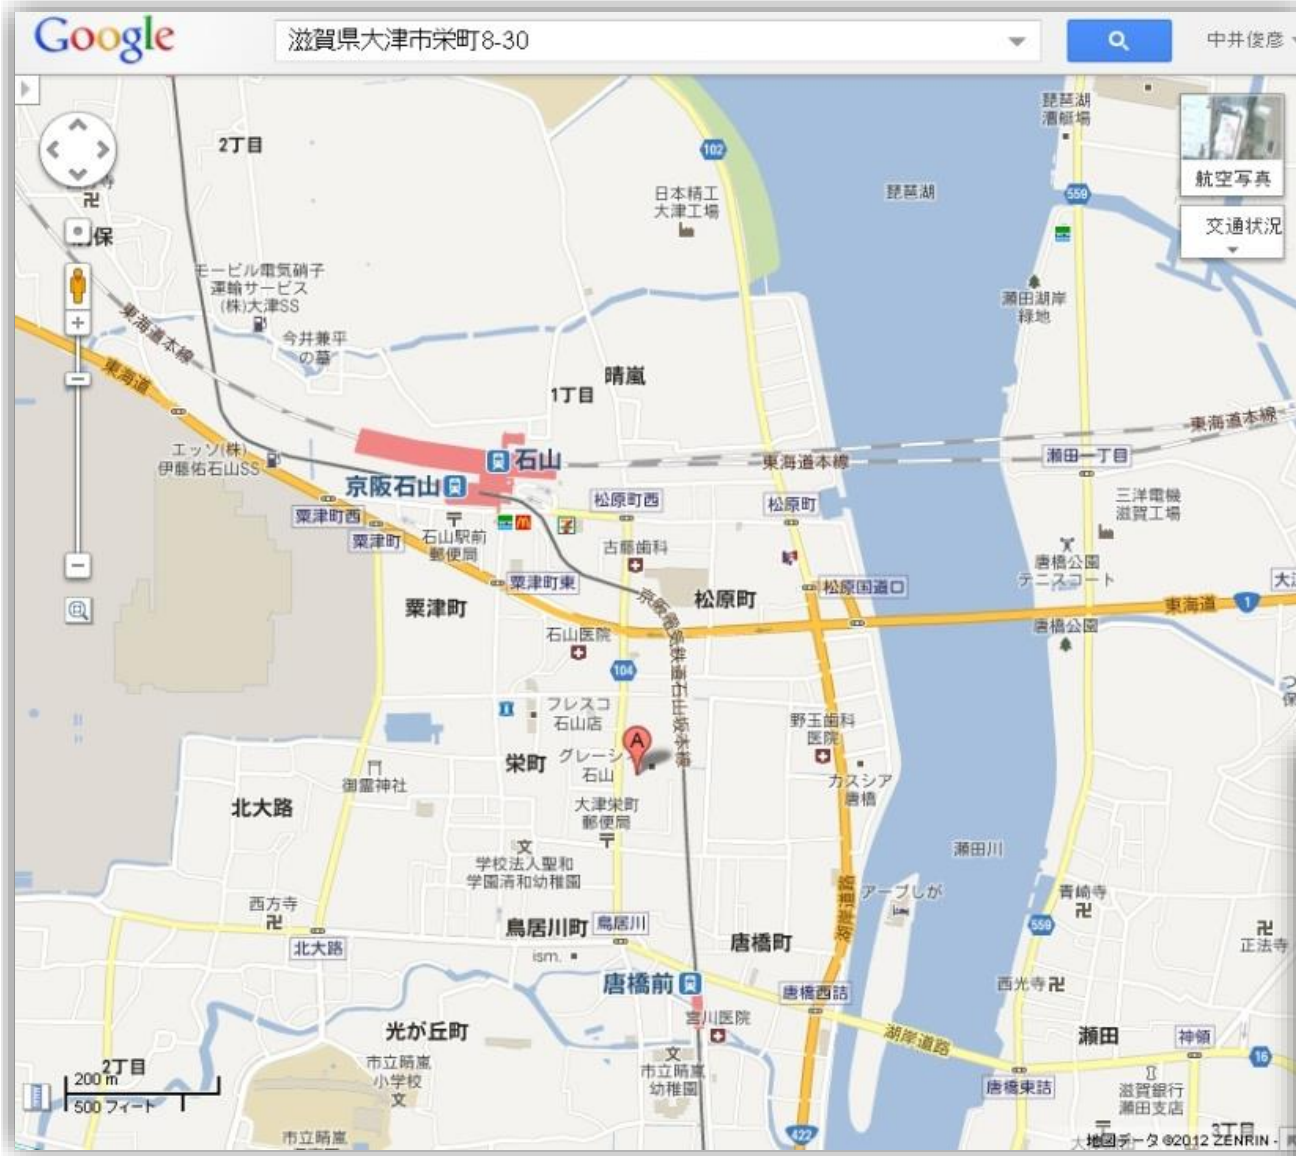 Google
滋賀県大津市栄町8-30
中井俊彦
2丁目
102
琵琶湖
漕艇場
航空写真
日本精工
大津工場
琵琶湖
559
交通状況
モービル電気硝子
運輸サービス
(株)大津SS
瀬田湖岸
緑地
今井兼平
の墓
東海道本線
東海道
晴嵐
1丁目
東海道本線
エッソ(株)
伊藤佑石山SS
石山
東海道本線
瀬田一丁目
京阪石山
松原町西
松原町
三洋電機
滋賀工場
粟津町西
粟津町
石山駅前
郵便局
古藤歯科
唐橋公園
テニスコート
粟津町東
松原国道口
粟津町
松原町
東海道
1
京阪電気鉄道石山坂本線
石山医院
唐橋公園
104
フレスコ
石山店
野玉歯科
医院
A
栄町
石山
御霊神社
カスシア
唐橋
北大路
大津栄町
郵便局
学校法人聖和
学園清和幼稚園
瀬田川
アーブしが
青崎寺
西方寺
湖岸道路
559
鳥居川町
鳥居川
唐橋町
正法寺
北大路
ism.
唐橋前
唐橋西詰
西光寺
宮川医院
光が丘町
湖岸道路
瀬田
神領
2丁目
市立晴嵐
小学校
市立晴嵐
幼稚園
16
200 m
500 フィート
唐橋東詰
滋賀銀行
瀬田支店
市立晴嵐
422
3丁目
地図データ ©2012 ZENRIN -